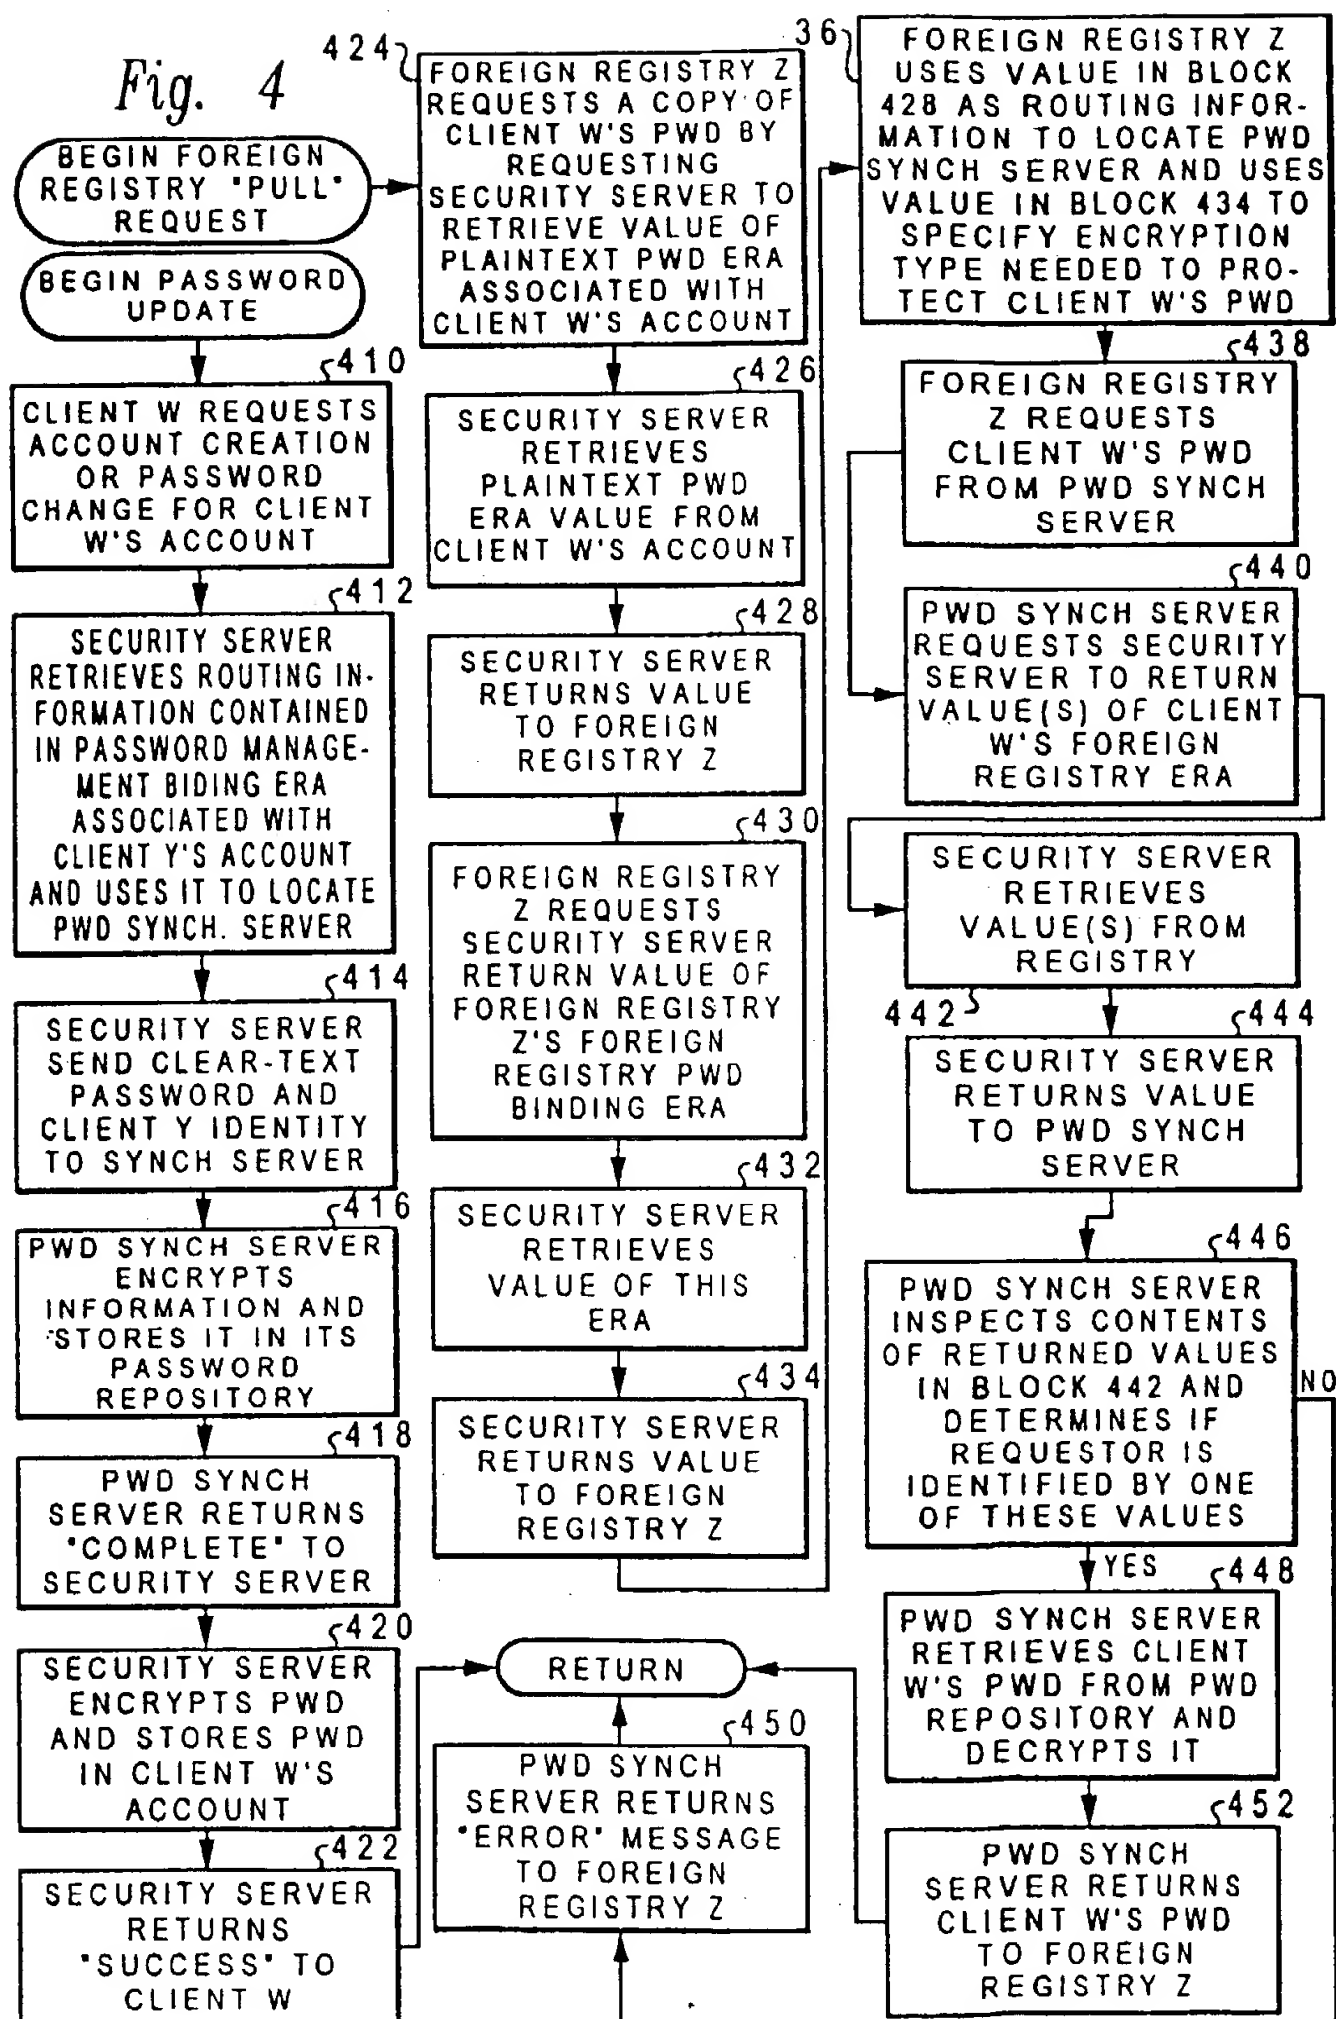 Fig. 4
BEGIN FOREIGN
REGISTRY "PULL"
REQUEST
BEGIN PASSWORD
UPDATE
410
CLIENT W REQUESTS
ACCOUNT CREATION
OR PASSWORD
CHANGE FOR CLIENT
W'S ACCOUNT
412
SECURITY SERVER
RETRIEVES ROUTING IN-
FORMATION CONTAINED
IN PASSWORD MANAGE-
MENT BIDING ERA
ASSOCIATED WITH
CLIENT Y'S ACCOUNT
AND USES IT TO LOCATE
PWD SYNCH. SERVER
414
SECURITY SERVER
SEND CLEAR-TEXT
PASSWORD AND
CLIENT Y IDENTITY
TO SYNCH SERVER
416
PWD SYNCH SERVER
ENCRYPTS
INFORMATION AND
STORES IT IN ITS
PASSWORD
REPOSITORY
418
PWD SYNCH
SERVER RETURNS
"COMPLETE" TO
SECURITY SERVER
420
SECURITY SERVER
ENCRYPTS PWD
AND STORES PWD
IN CLIENT W'S
ACCOUNT
422
SECURITY SERVER
RETURNS
"SUCCESS" TO
CLIENT W
424
FOREIGN REGISTRY Z
REQUESTS A COPY OF
CLIENT W'S PWD BY
REQUESTING
SECURITY SERVER TO
RETRIEVE VALUE OF
PLAINTEXT PWD ERA
ASSOCIATED WITH
CLIENT W'S ACCOUNT
426
SECURITY SERVER
RETRIEVES
PLAINTEXT PWD
ERA VALUE FROM
CLIENT W'S ACCOUNT
428
SECURITY SERVER
RETURNS VALUE
TO FOREIGN
REGISTRY Z
430
FOREIGN REGISTRY
Z REQUESTS
SECURITY SERVER
RETURN VALUE OF
FOREIGN REGISTRY
Z'S FOREIGN
REGISTRY PWD
BINDING ERA
432
SECURITY SERVER
RETRIEVES
VALUE OF THIS
ERA
434
SECURITY SERVER
RETURNS VALUE
TO FOREIGN
REGISTRY Z
RETURN
450
PWD SYNCH
SERVER RETURNS
"ERROR" MESSAGE
TO FOREIGN
REGISTRY Z
36
FOREIGN REGISTRY Z
USES VALUE IN BLOCK
428 AS ROUTING INFOR-
MATION TO LOCATE PWD
SYNCH SERVER AND USES
VALUE IN BLOCK 434 TO
SPECIFY ENCRYPTION
TYPE NEEDED TO PRO-
TECT CLIENT W'S PWD
438
FOREIGN REGISTRY
Z REQUESTS
CLIENT W'S PWD
FROM PWD SYNCH
SERVER
440
PWD SYNCH SERVER
REQUESTS SECURITY
SERVER TO RETURN
VALUE(S) OF CLIENT
W'S FOREIGN
REGISTRY ERA
SECURITY SERVER
RETRIEVES
VALUE(S) FROM
REGISTRY
442
444
SECURITY SERVER
RETURNS VALUE
TO PWD SYNCH
SERVER
446
PWD SYNCH SERVER
INSPECTS CONTENTS
OF RETURNED VALUES
IN BLOCK 442 AND
DETERMINES IF
REQUESTOR IS
IDENTIFIED BY ONE
OF THESE VALUES
NO
YES
448
PWD SYNCH SERVER
RETRIEVES CLIENT
W'S PWD FROM PWD
REPOSITORY AND
DECRYPTS IT
452
PWD SYNCH
SERVER RETURNS
CLIENT W'S PWD
TO FOREIGN
REGISTRY Z